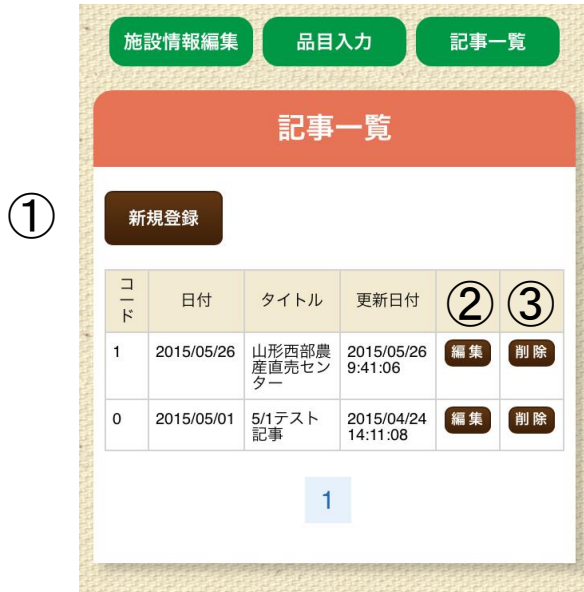 施設情報編集 品目入力 記事一覧
記事一覧
①
新規登録
コード 日付 タイトル 更新日付 ② ③
1 2015/05/26 山形西部農 2015/05/26 編集 削除
産直売セン 9:41:06
ター
0 2015/05/01 5/1テスト 2015/04/24 編集 削除
記事 14:11:08
1